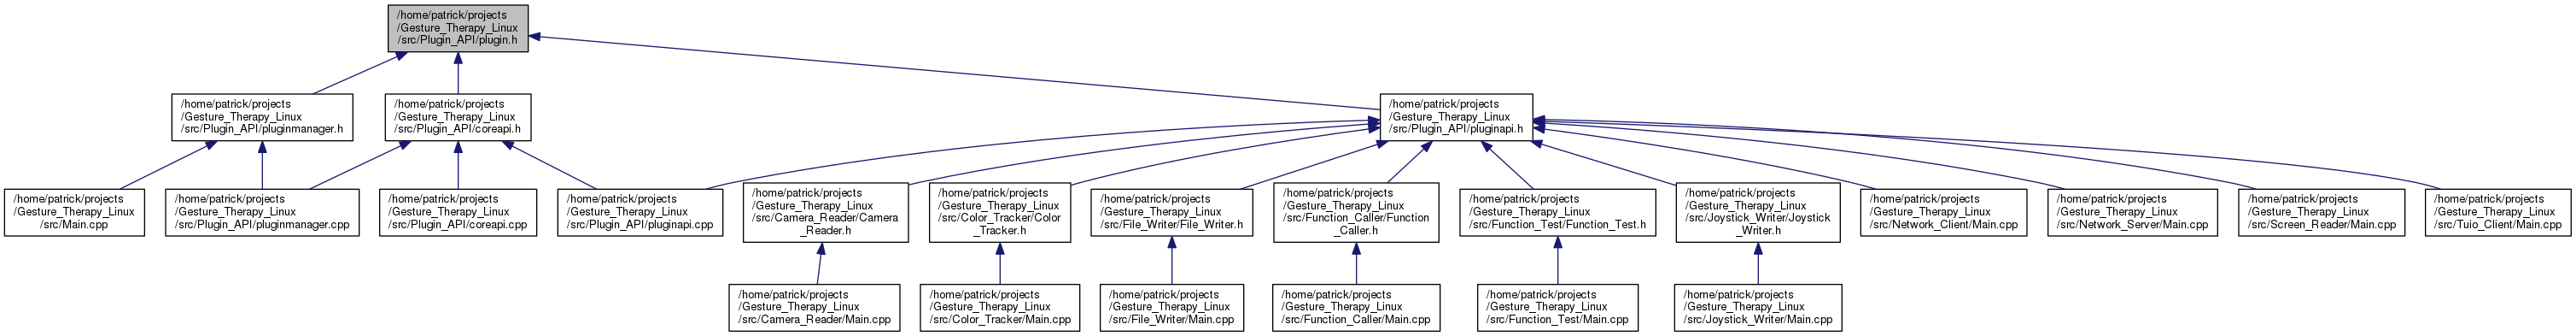 /home/patrick/projects
/Gesture_Therapy_Linux
/src/Plugin_API/plugin.h
/home/patrick/projects
/Gesture_Therapy_Linux
/src/Plugin_API/pluginmanager.h
/home/patrick/projects
/Gesture_Therapy_Linux
/src/Plugin_API/coreapi.h
/home/patrick/projects
/Gesture_Therapy_Linux
/src/Plugin_API/pluginapi.h
/home/patrick/projects
/Gesture_Therapy_Linux
/src/Main.cpp
/home/patrick/projects
/Gesture_Therapy_Linux
/src/Plugin_API/pluginmanager.cpp
/home/patrick/projects
/Gesture_Therapy_Linux
/src/Plugin_API/coreapi.cpp
/home/patrick/projects
/Gesture_Therapy_Linux
/src/Plugin_API/pluginapi.cpp
/home/patrick/projects
/Gesture_Therapy_Linux
/src/Camera_Reader/Camera
_Reader.h
/home/patrick/projects
/Gesture_Therapy_Linux
/src/Color_Tracker/Color
_Tracker.h
/home/patrick/projects
/Gesture_Therapy_Linux
/src/File_Writer/File_Writer.h
/home/patrick/projects
/Gesture_Therapy_Linux
/src/Function_Caller/Function
_Caller.h
/home/patrick/projects
/Gesture_Therapy_Linux
/src/Function_Test/Function_Test.h
/home/patrick/projects
/Gesture_Therapy_Linux
/src/Joystick_Writer/Joystick
_Writer.h
/home/patrick/projects
/Gesture_Therapy_Linux
/src/Network_Client/Main.cpp
/home/patrick/projects
/Gesture_Therapy_Linux
/src/Network_Server/Main.cpp
/home/patrick/projects
/Gesture_Therapy_Linux
/src/Screen_Reader/Main.cpp
/home/patrick/projects
/Gesture_Therapy_Linux
/src/Tuio_Client/Main.cpp
/home/patrick/projects
/Gesture_Therapy_Linux
/src/Camera_Reader/Main.cpp
/home/patrick/projects
/Gesture_Therapy_Linux
/src/Color_Tracker/Main.cpp
/home/patrick/projects
/Gesture_Therapy_Linux
/src/File_Writer/Main.cpp
/home/patrick/projects
/Gesture_Therapy_Linux
/src/Function_Caller/Main.cpp
/home/patrick/projects
/Gesture_Therapy_Linux
/src/Function_Test/Main.cpp
/home/patrick/projects
/Gesture_Therapy_Linux
/src/Joystick_Writer/Main.cpp